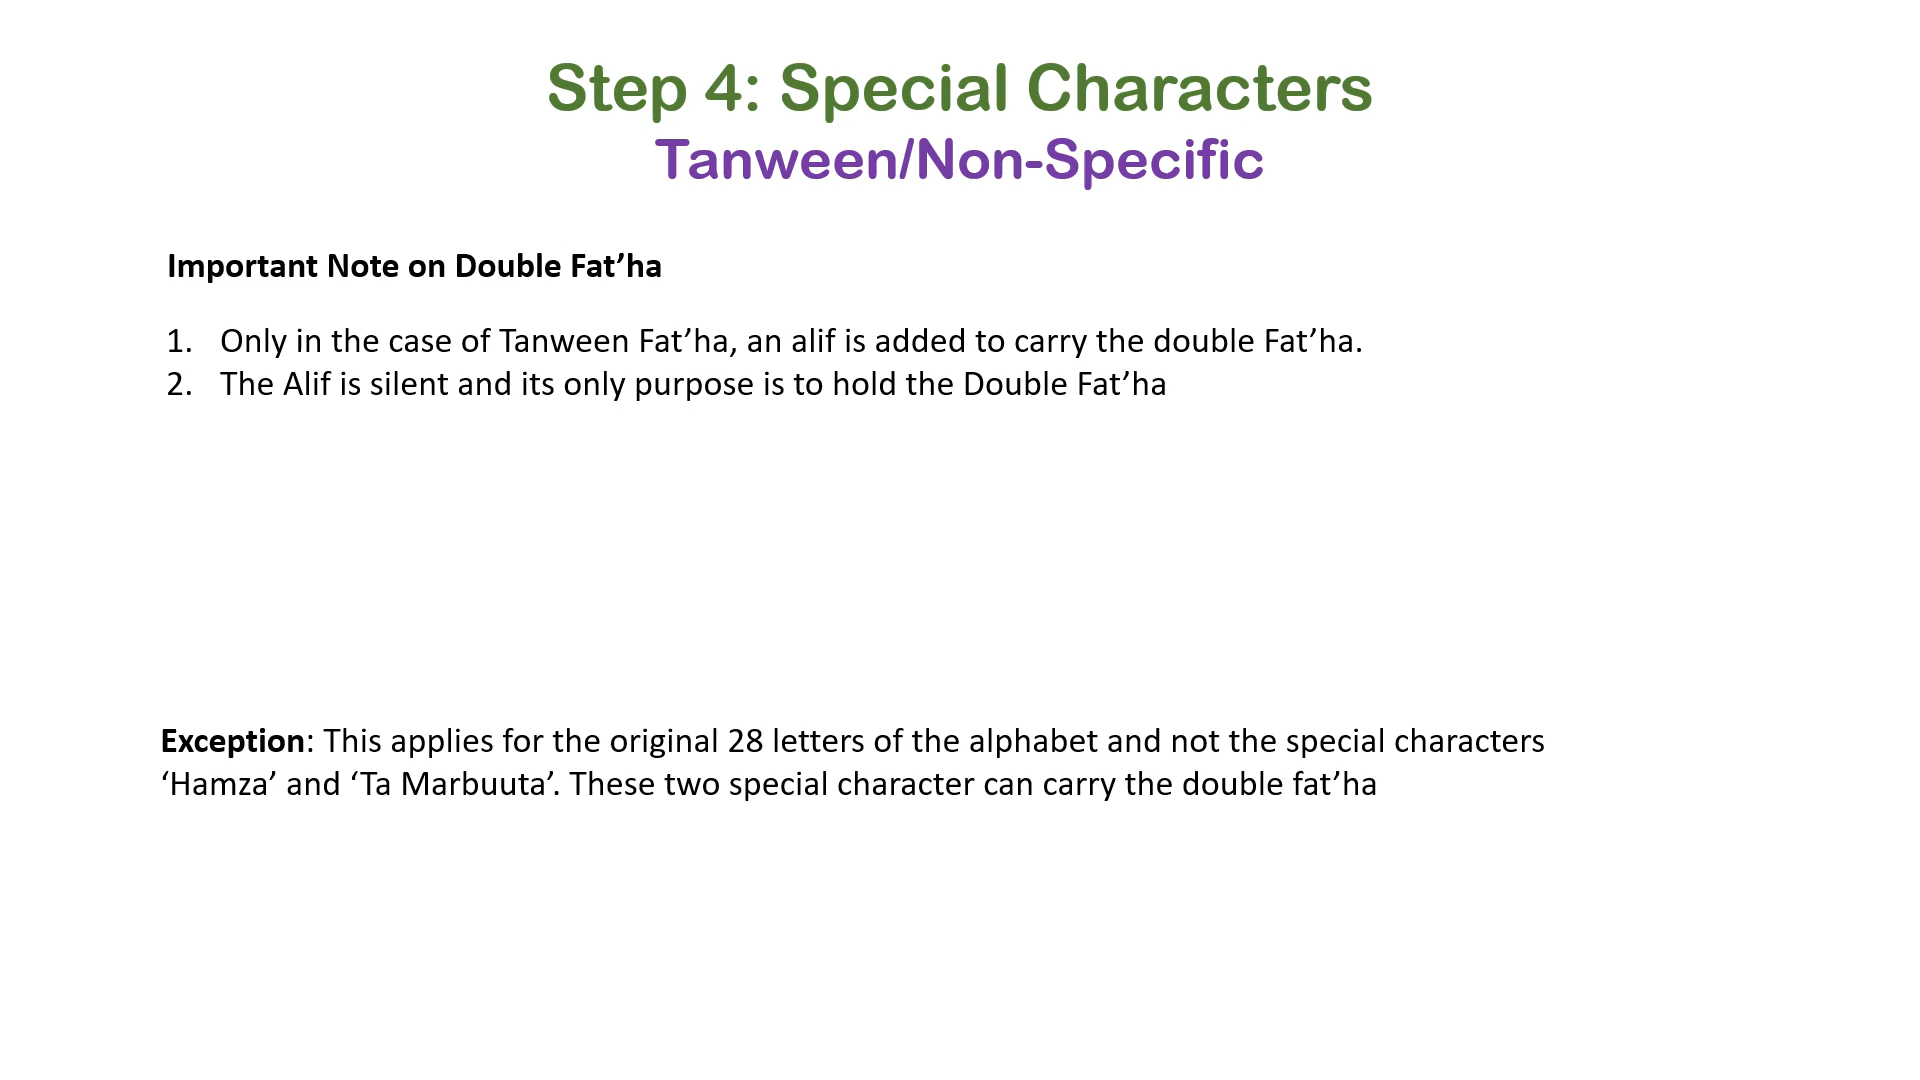 Step 4: Special Characters
Tanween/Non-Specific
Important Note on Double Fat’ha
1. Only in the case of Tanween Fat’ha, an alif is added to carry the double Fat’ha.
2. The Alif is silent and its only purpose is to hold the Double Fat’ha
Exception: This applies for the original 28 letters of the alphabet and not the special characters
‘Hamza’ and ‘Ta Marbuuta’. These two special character can carry the double fat’ha